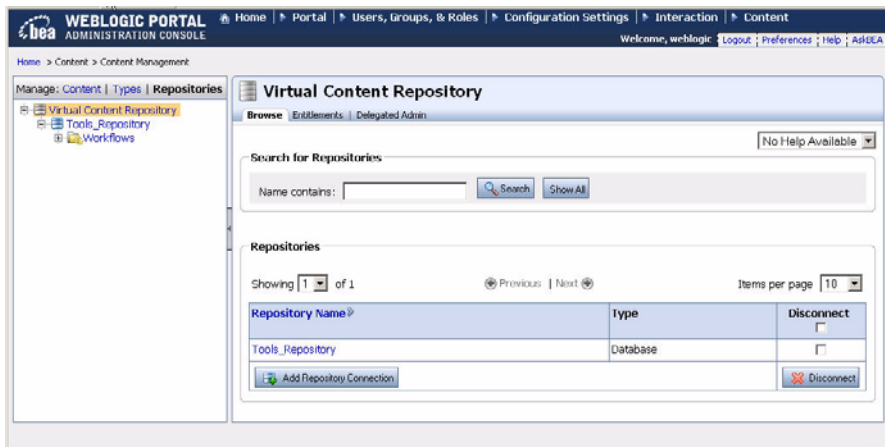 bea WEBLOGIC PORTAL
ADMINISTRATION CONSOLE
Home | Portal | Users, Groups, & Roles | Configuration Settings | Interaction | Content
Welcome, weblogic Logout Preferences Help AskBEA
Home > Content > Content Management
Manage: Content | Types | Repositories
Virtual Content Repository
Tools_Repository
Workflows
Virtual Content Repository
Browse Entitlements | Delegated Admin
No Help Available
Search for Repositories
Name contains: Search Show All
Repositories
Showing 1 of 1 Previous | Next Items per page 10
Repository Name Type Disconnect
Tools_Repository Database
Add Repository Connection Disconnect